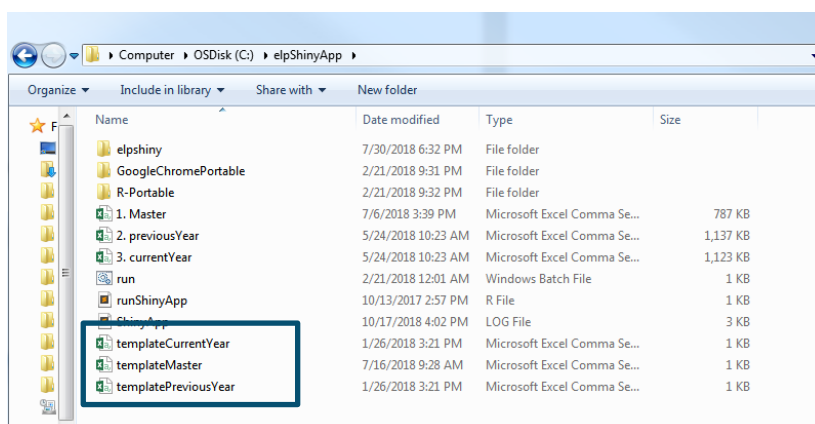 Computer OSDisk (C:) elpShinyApp
Organize Include in library Share with New folder
F Name Date modified Type Size
elpshiny 7/30/2018 6:32 PM File folder
GoogleChromePortable 2/21/2018 9:31 PM File folder
R-Portable 2/21/2018 9:32 PM File folder
1. Master 7/6/2018 3:39 PM Microsoft Excel Comma Se... 787 KB
2. previousYear 5/24/2018 10:23 AM Microsoft Excel Comma Se... 1,137 KB
3. currentYear 5/24/2018 10:23 AM Microsoft Excel Comma Se... 1,123 KB
run 2/21/2018 12:01 AM Windows Batch File 1 KB
runShinyApp 10/13/2017 2:57 PM R File 1 KB
ShinyApp 10/17/2018 4:02 PM LOG File 3 KB
templateCurrentYear 1/26/2018 3:21 PM Microsoft Excel Comma Se... 1 KB
templateMaster 7/16/2018 9:28 AM Microsoft Excel Comma Se... 1 KB
templatePreviousYear 1/26/2018 3:21 PM Microsoft Excel Comma Se... 1 KB